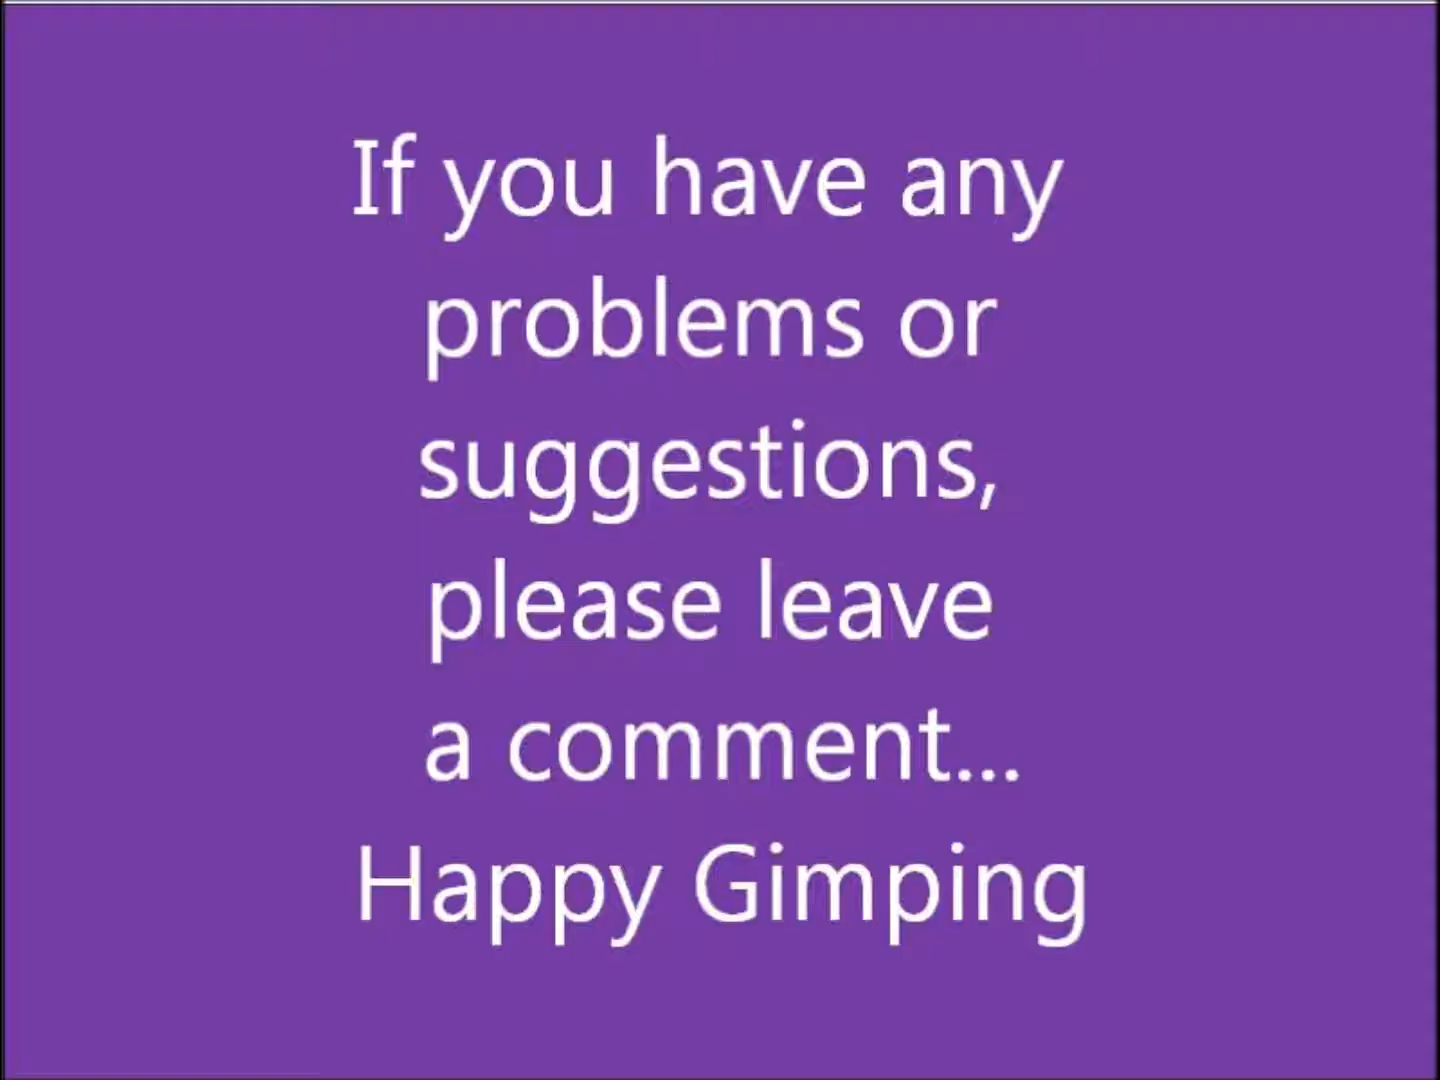 If you have any
problems or
suggestions,
please leave
a comment...
Happy Gimping